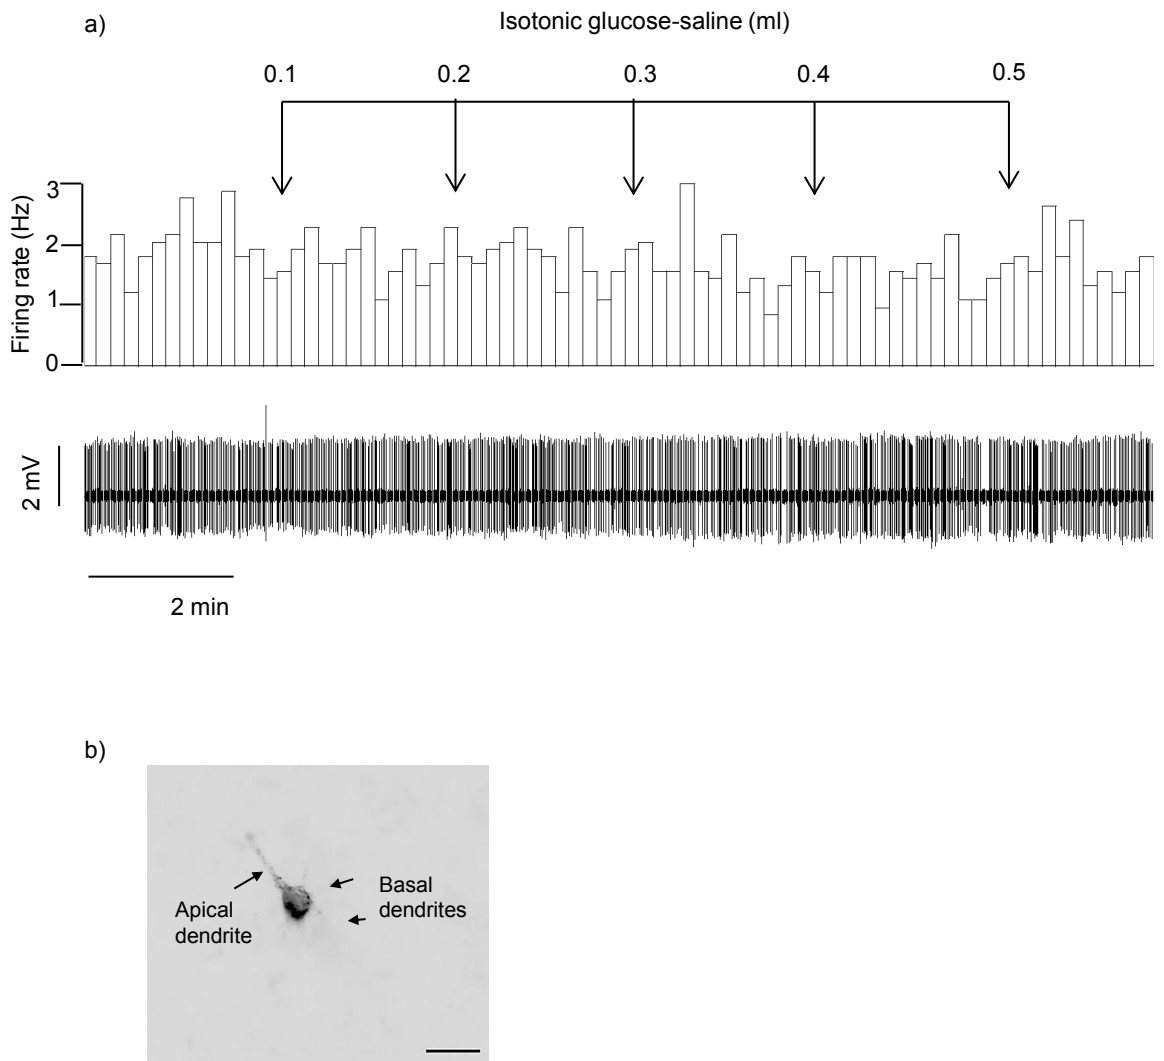 a)
Isotonic glucose-saline (ml)
0.1 0.2 0.3 0.4 0.5
Firing rate (Hz)
3
2
1
0
2 mV
2 min
b)
Apical
dendrite
Basal
dendrites